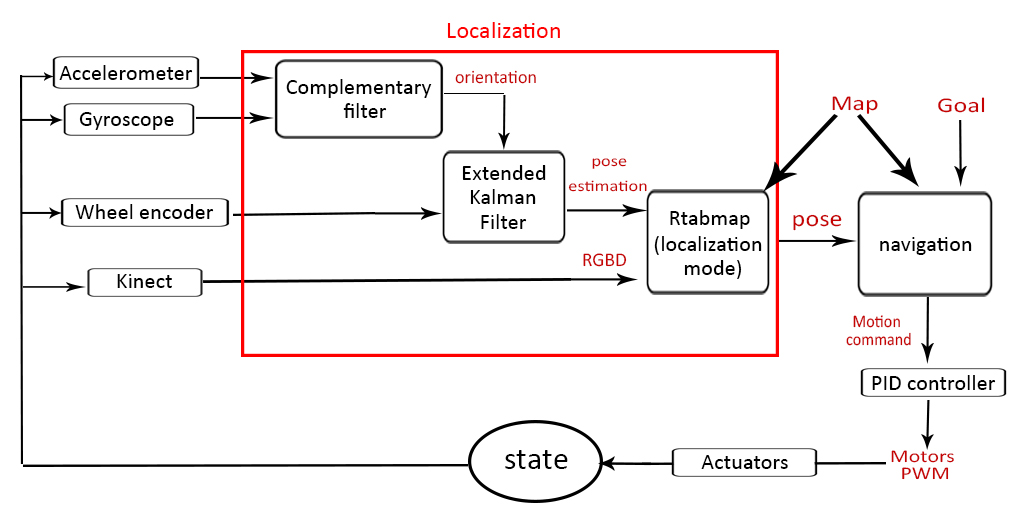 Localization
Accelerometer
Complementary
filter
orientation
Gyroscope
Map
Goal
Extended
Kalman
Filter
pose
estimation
Wheel encoder
Rtabmap
(localization
mode)
pose
navigation
RGBD
Kinect
Motion
command
PID controller
state
Actuators
Motors
PWM